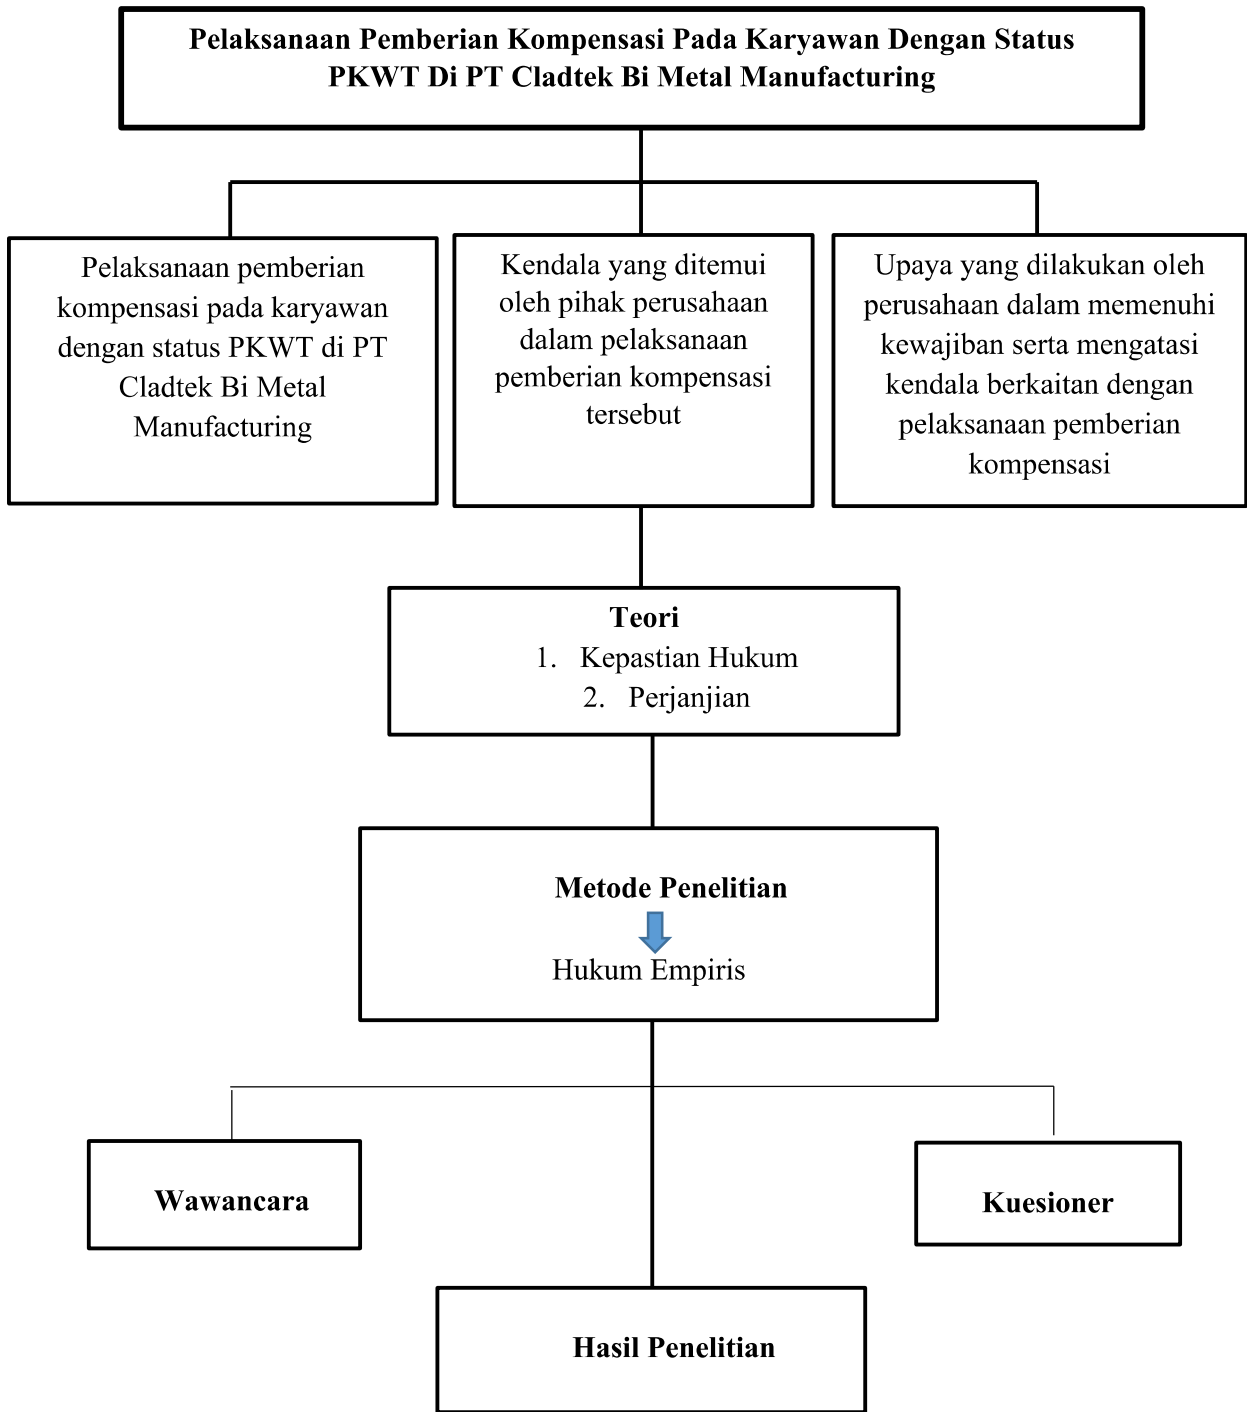 Pelaksanaan Pemberian Kompensasi Pada Karyawan Dengan Status
PKWT Di PT Cladtek Bi Metal Manufacturing
Pelaksanaan pemberian
kompensasi pada karyawan
dengan status PKWT di PT
Cladtek Bi Metal
Manufacturing
Kendala yang ditemui
oleh pihak perusahaan
dalam pelaksanaan
pemberian kompensasi
tersebut
Upaya yang dilakukan oleh
perusahaan dalam memenuhi
kewajiban serta mengatasi
kendala berkaitan dengan
pelaksanaan pemberian
kompensasi
Teori
1. Kepastian Hukum
2. Perjanjian
Metode Penelitian
Hukum Empiris
Wawancara
Kuesioner
Hasil Penelitian